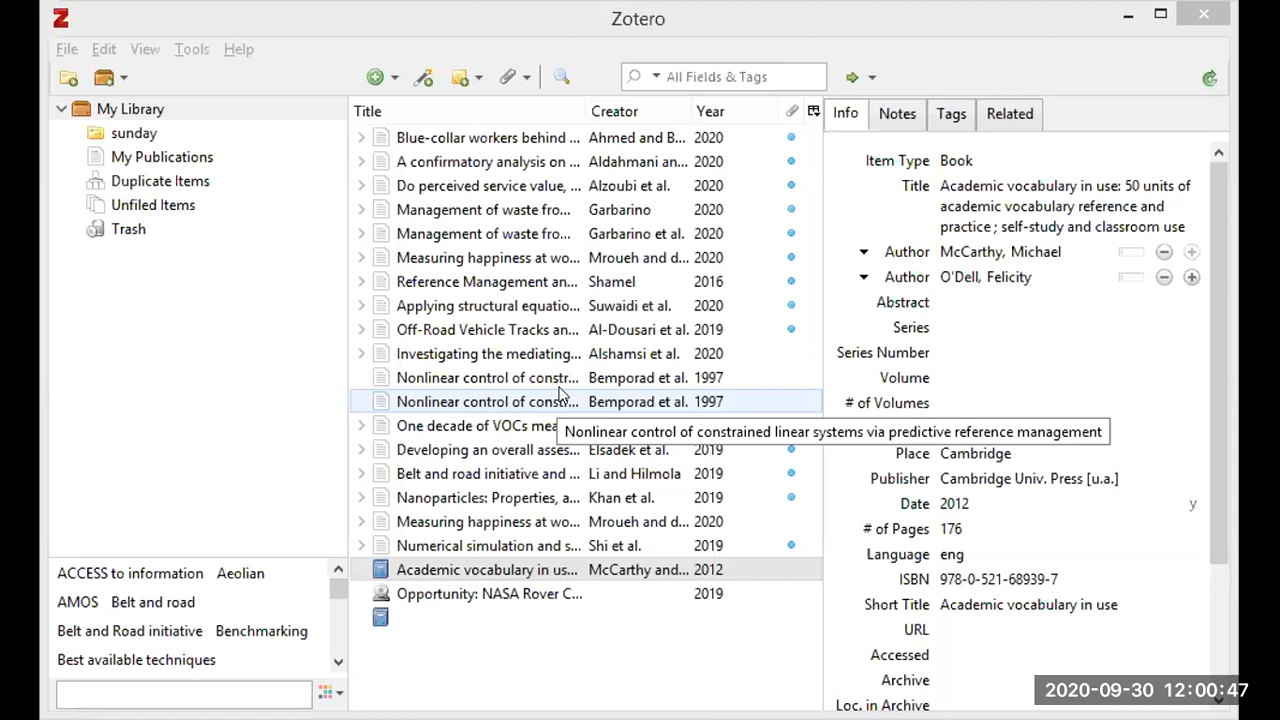 Zotero
File Edit View Tools Help
All Fields & Tags
My Library
sunday
My Publications
Duplicate Items
Unfiled Items
Trash
Title Creator Year
Blue-collar workers behind ... Ahmed and B... 2020
A confirmatory analysis on ... Aldahmani an... 2020
Do perceived service value, ... Alzoubi et al. 2020
Management of waste fro... Garbarino 2020
Management of waste fro... Garbarino et al. 2020
Measuring happiness at wo... Mroueh and d... 2020
Reference Management an... Shamel 2016
Applying structural equatio... Suwaidi et al. 2020
Off-Road Vehicle Tracks an... Al-Dousari et al. 2019
Investigating the mediating... Alshamsi et al. 2020
Nonlinear control of constr... Bemporad et al. 1997
Nonlinear control of constr... Bemporad et al. 1997
One decade of VOCs mea
Nonlinear control of constrained linear systems via predictive reference management
Developing an overall asses... Elsadek et al. 2019
Belt and road initiative and ... Li and Hilmola 2019
Nanoparticles: Properties, a... Khan et al. 2019
Measuring happiness at wo... Mroueh and d... 2020
Numerical simulation and s... Shi et al. 2019
Academic vocabulary in us... McCarthy and... 2012
Opportunity: NASA Rover C... 2019
Info Notes Tags Related
Item Type Book
Title Academic vocabulary in use: 50 units of
academic vocabulary reference and
practice ; self-study and classroom use
Author McCarthy, Michael
Author O'Dell, Felicity
Abstract
Series
Series Number
Volume
# of Volumes
Place Cambridge
Publisher Cambridge Univ. Press [u.a.]
Date 2012 y
# of Pages 176
Language eng
ISBN 978-0-521-68939-7
Short Title Academic vocabulary in use
URL
Accessed
Archive
Loc. in Archive
ACCESS to information Aeolian
AMOS Belt and road
Belt and Road initiative Benchmarking
Best available techniques
2020-09-30 12:00:47